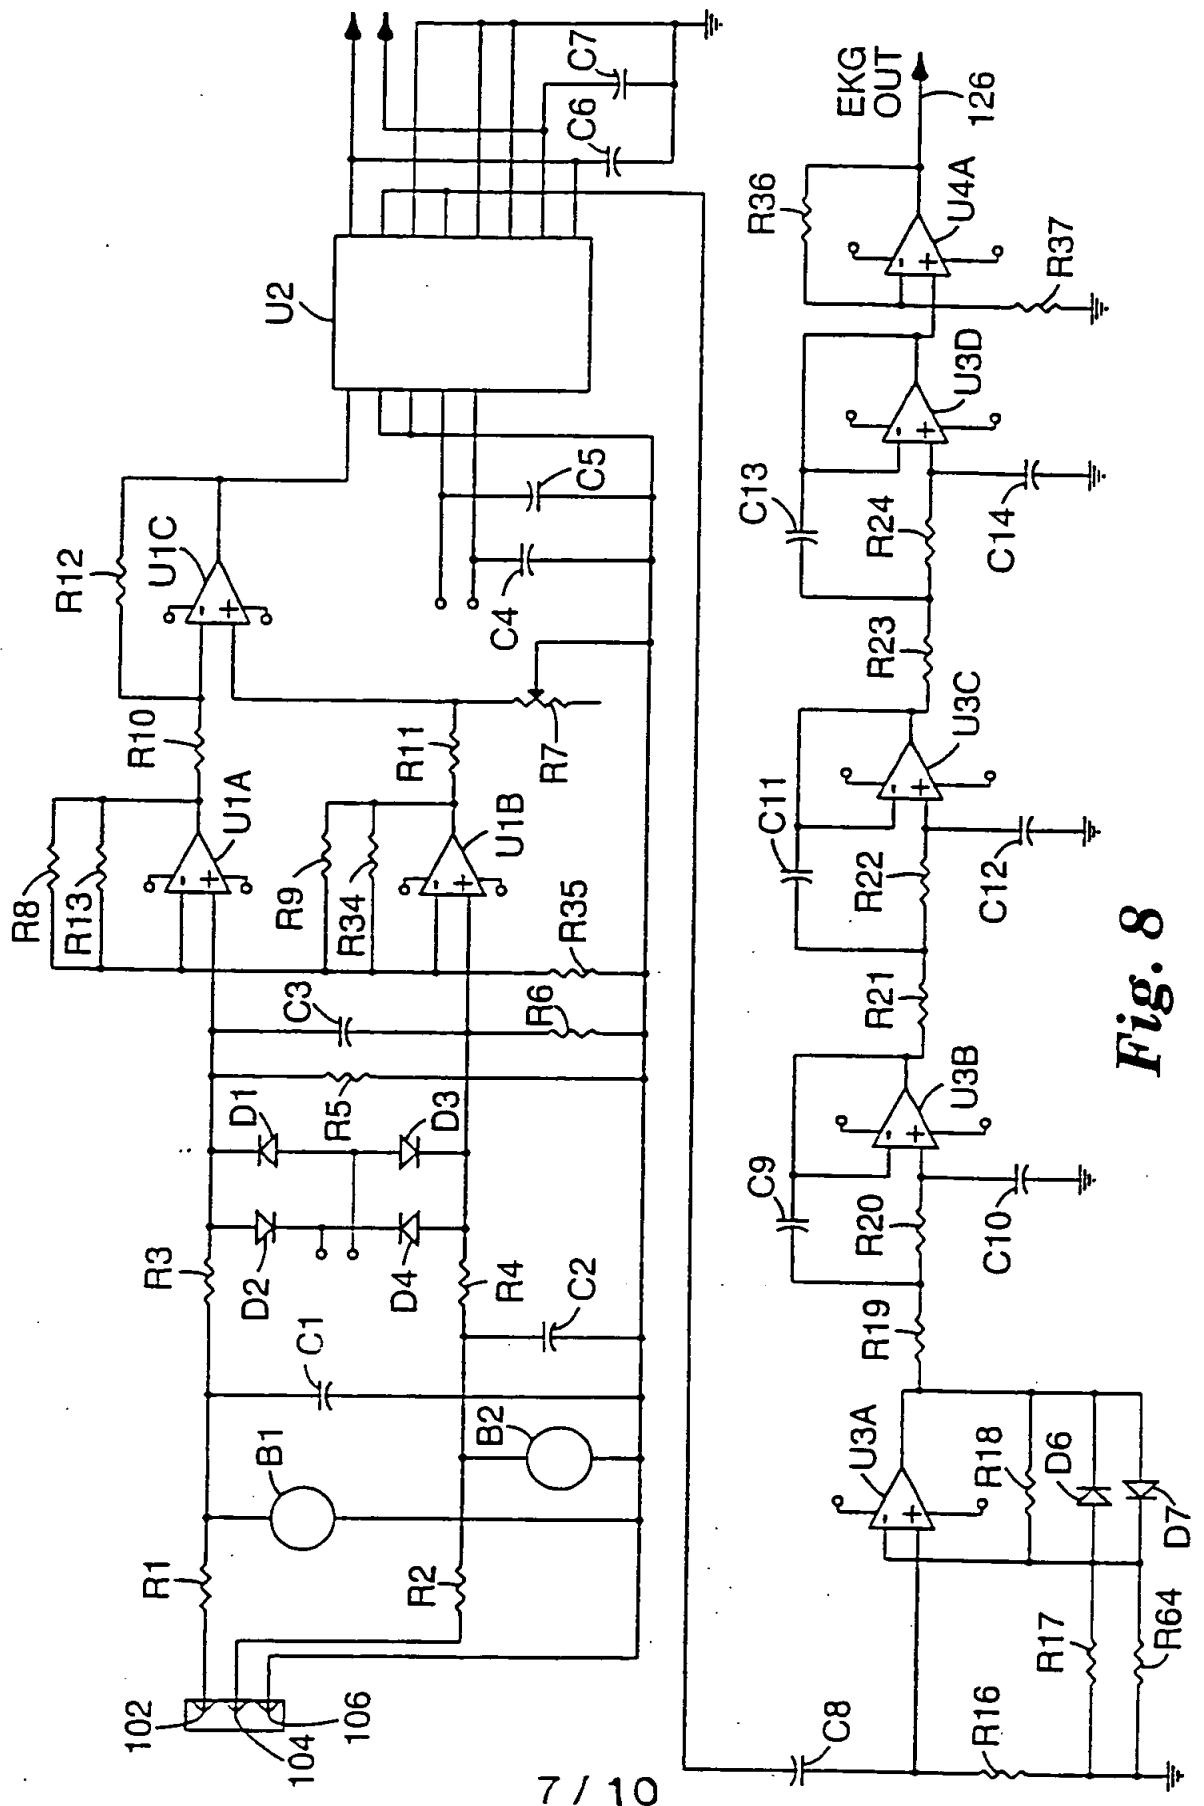 R8
R13
R12
U1C
R10
U1A
R9
R34
R11
U1B
R7
R35
R6
C3
R5
D1
D3
D2
D4
R3
R4
C1
C2
B1
B2
R1
R2
102
104
106
U2
C4
C5
C6
C7
C8
R16
R17
R64
R18
D6
D7
U3A
R19
C9
R20
C10
U3B
R21
C11
R22
C12
U3C
R23
C13
R24
C14
U3D
R36
R37
U4A
EKG
OUT
126
Fig. 8
7 / 10